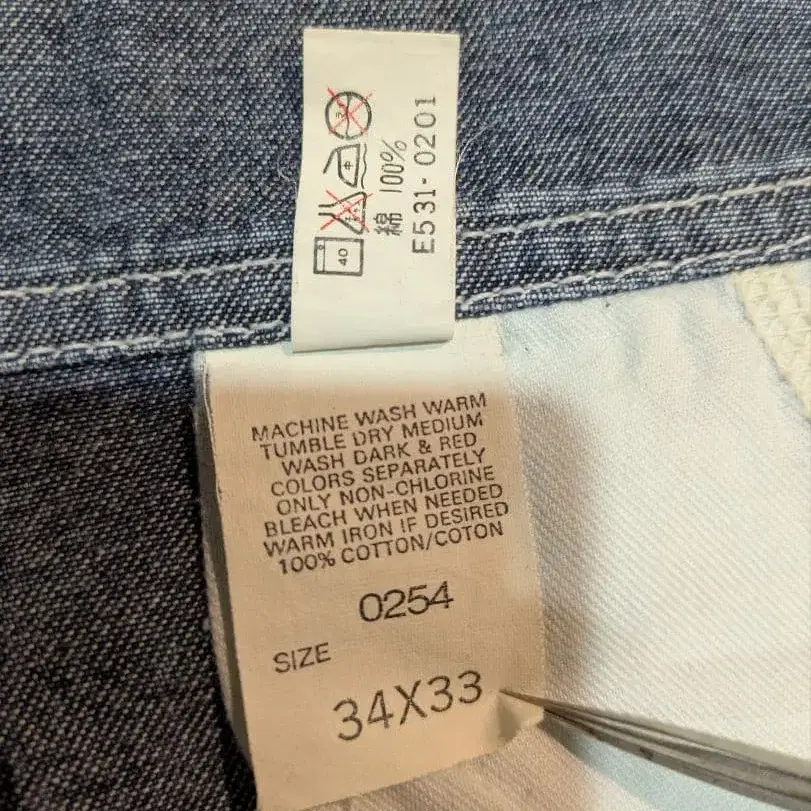 40
綿 100%
E531-0201
MACHINE WASH WARM
TUMBLE DRY MEDIUM
WASH DARK & RED
COLORS SEPARATELY
ONLY NON-CHLORINE
BLEACH WHEN NEEDED
WARM IRON IF DESIRED
100% COTTON/COTON
0254
SIZE
34X33